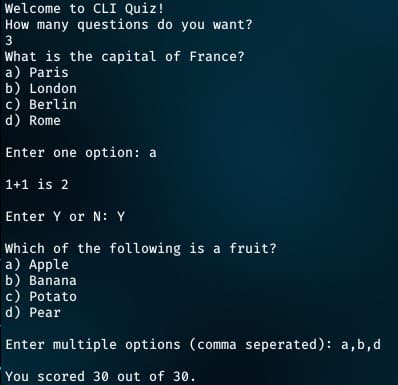 Welcome to CLI Quiz!
How many questions do you want?
3
What is the capital of France?
a) Paris
b) London
c) Berlin
d) Rome
Enter one option: a
1+1 is 2
Enter Y or N: Y
Which of the following is a fruit?
a) Apple
b) Banana
c) Potato
d) Pear
Enter multiple options (comma seperated): a,b,d
You scored 30 out of 30.